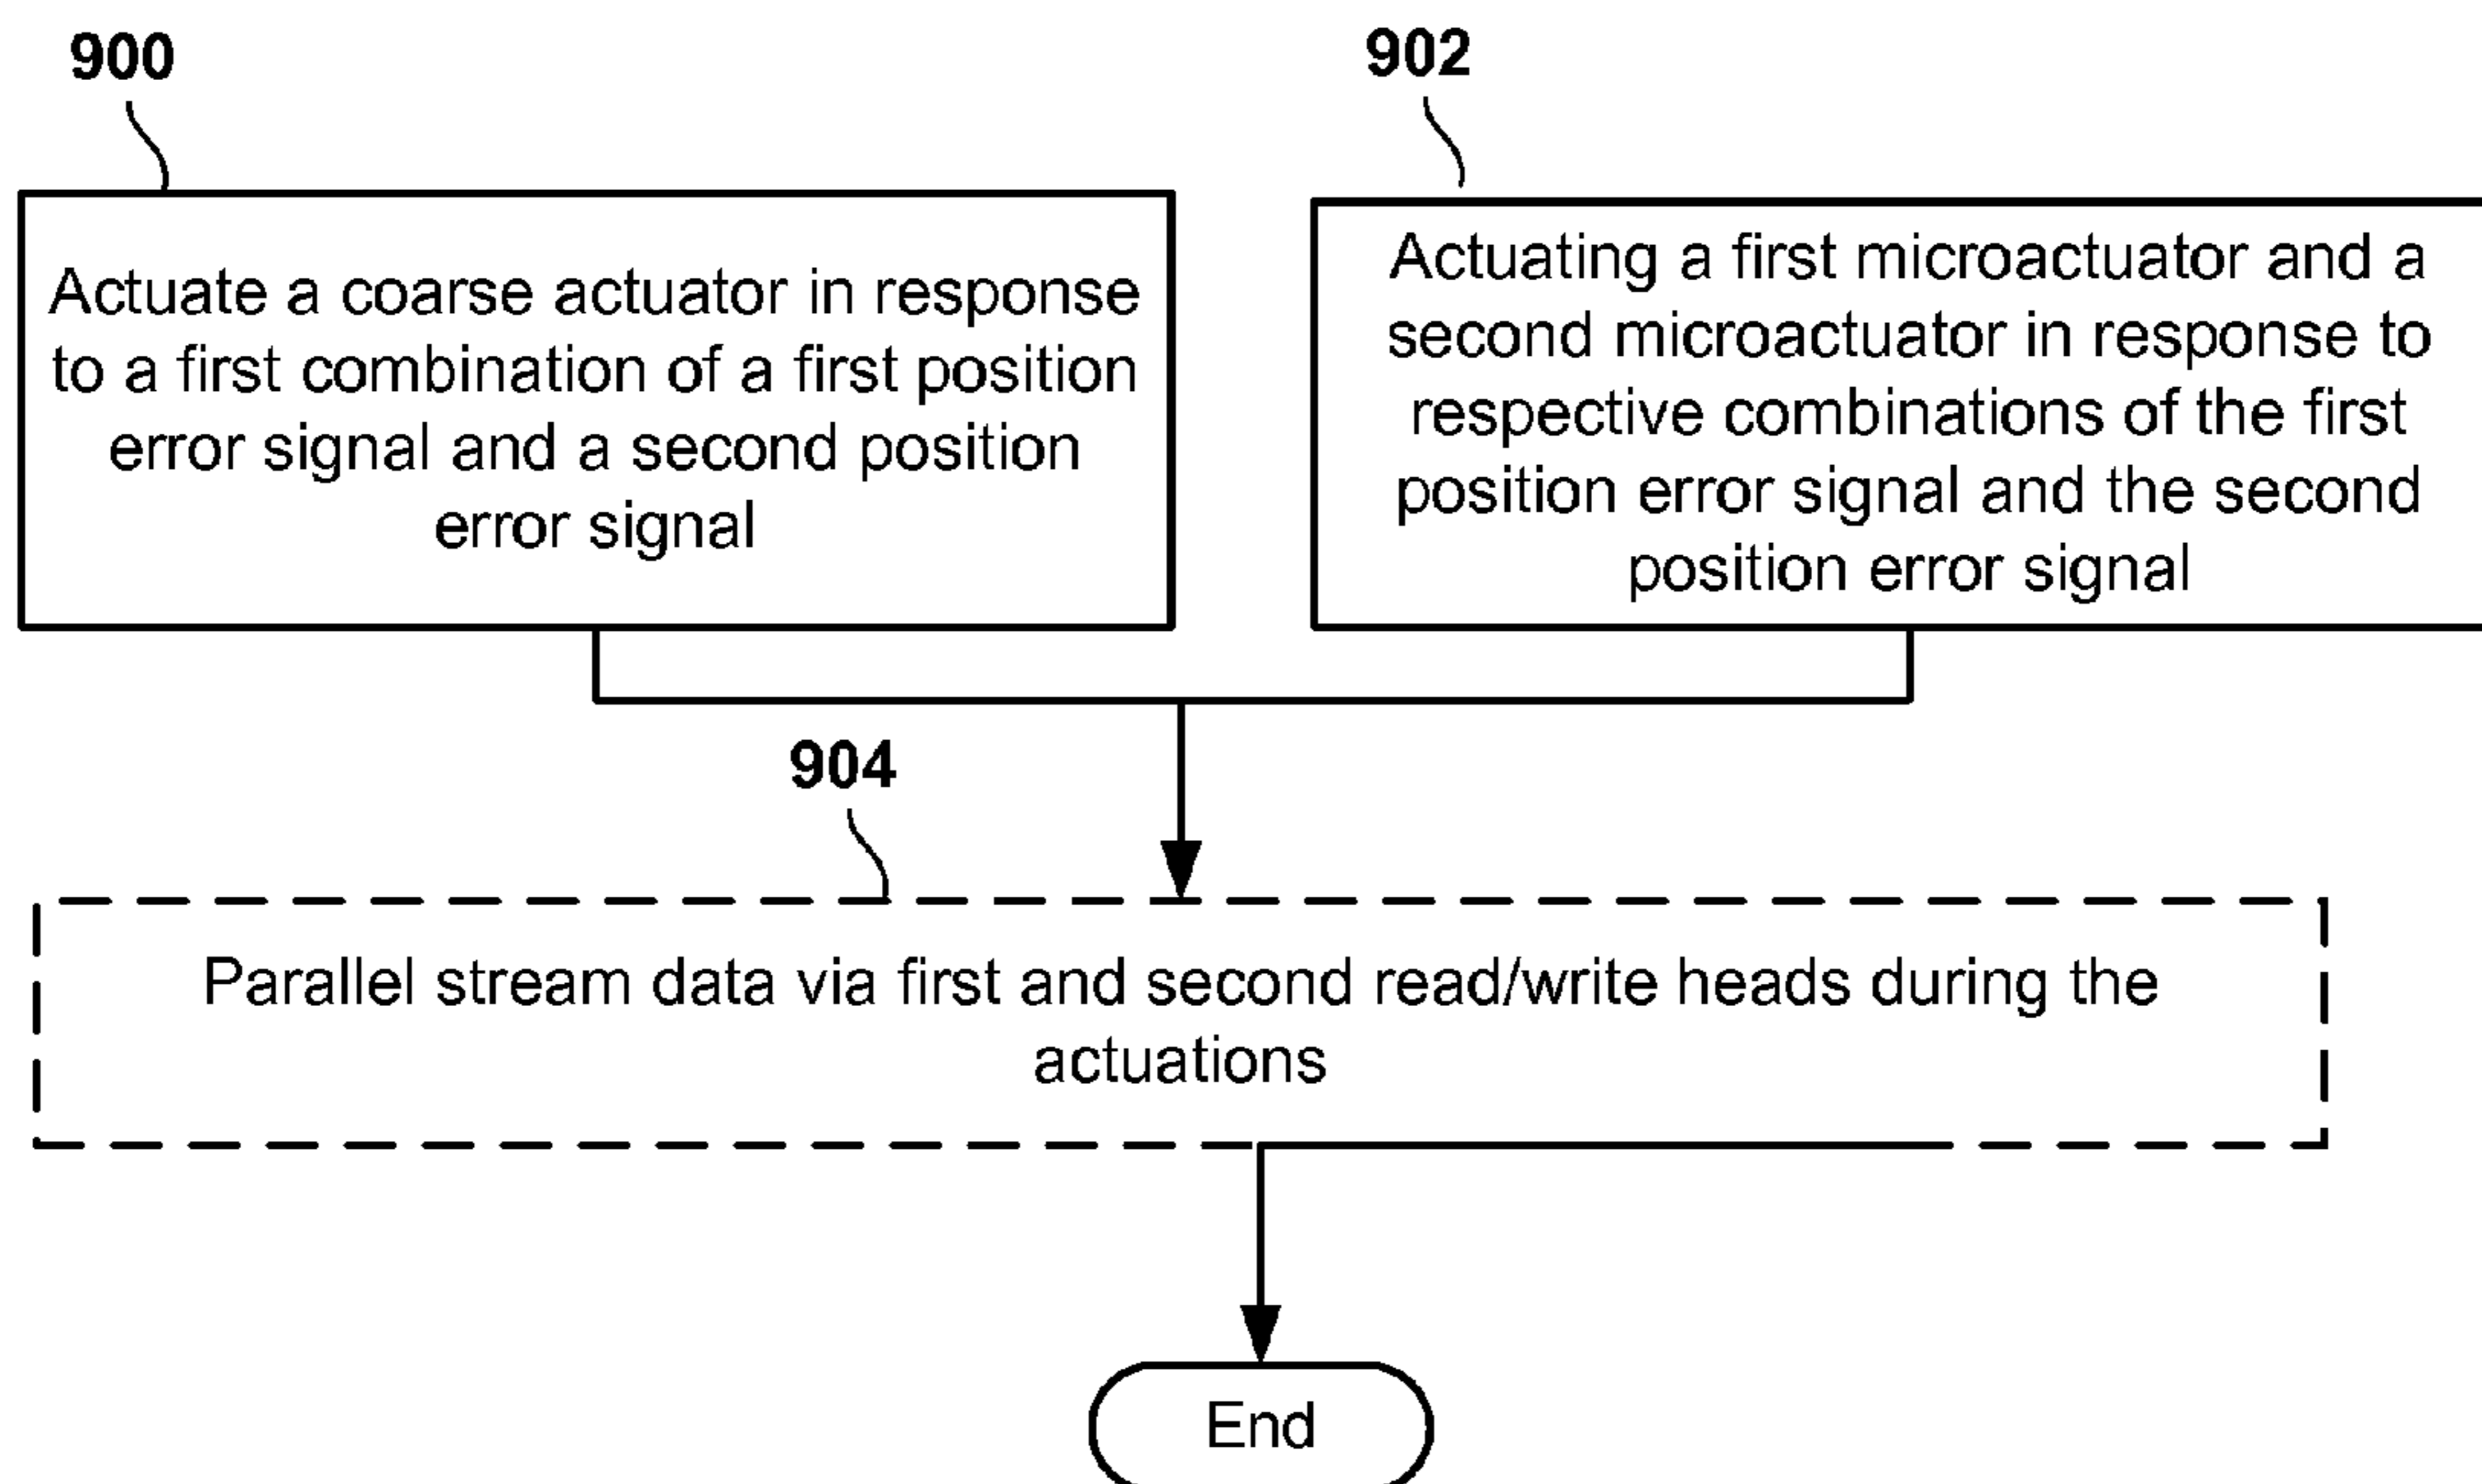 900
Actuate a coarse actuator in response
to a first combination of a first position
error signal and a second position
error signal
902
Actuating a first microactuator and a
second microactuator in response to
respective combinations of the first
position error signal and the second
position error signal
904
Parallel stream data via first and second read/write heads during the
actuations
End